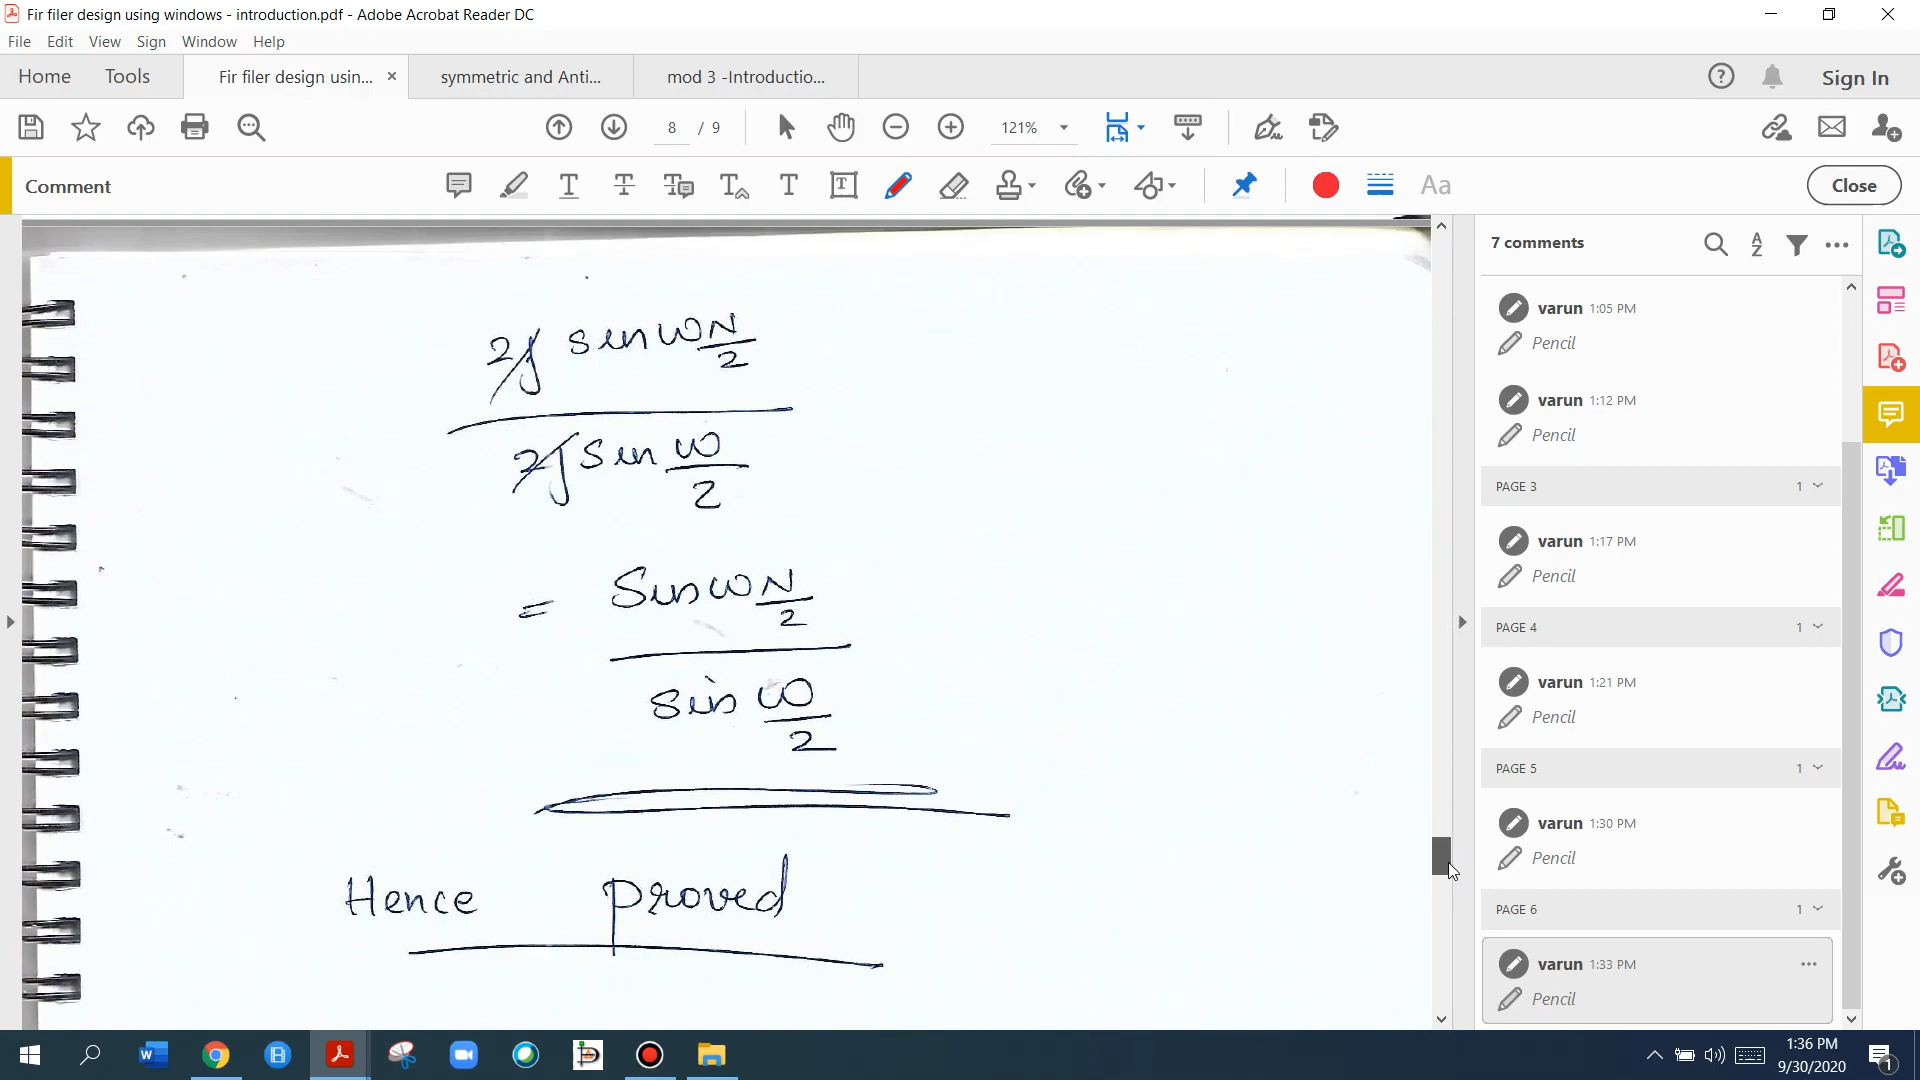 Fir filer design using windows - introduction.pdf - Adobe Acrobat Reader DC
File Edit View Sign Window Help
Home Tools Fir filer design usin... × symmetric and Anti... mod 3 -Introductio... Sign In
8 / 9 121%
Comment Close
2j sin ω N/2
2j sin ω/2
= Sin ω N/2
sin ω/2
Hence proved
7 comments
varun 1:05 PM
Pencil
varun 1:12 PM
Pencil
PAGE 3 1
varun 1:17 PM
Pencil
PAGE 4 1
varun 1:21 PM
Pencil
PAGE 5 1
varun 1:30 PM
Pencil
PAGE 6 1
varun 1:33 PM
Pencil
1:36 PM
9/30/2020
1